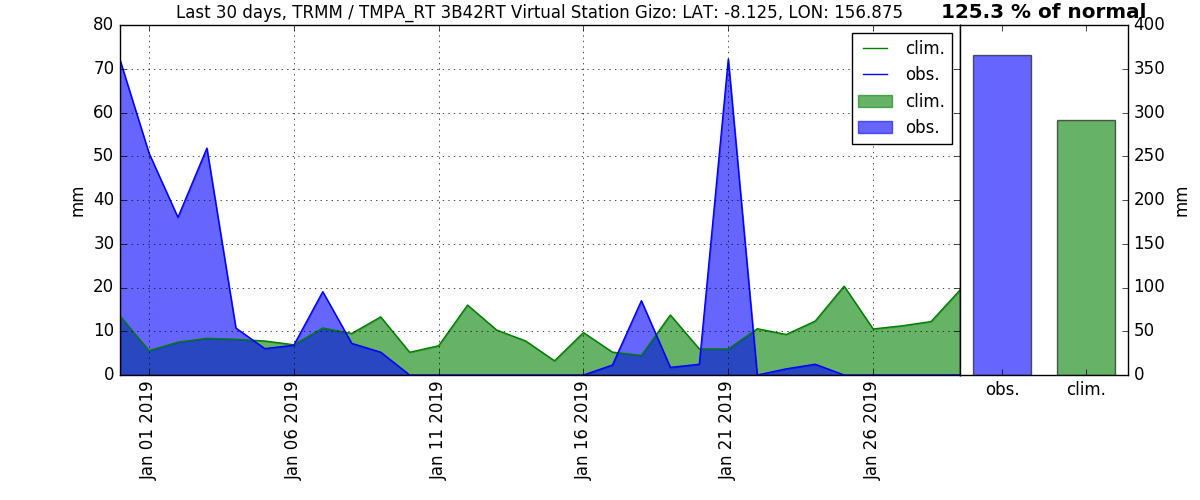 Last 30 days, TRMM / TMPA_RT 3B42RT Virtual Station Gizo: LAT: -8.125, LON: 156.875
125.3 % of normal
80
70
60
50
40
30
20
10
0
mm
clim.
obs.
clim.
obs.
400
350
300
250
200
150
100
50
0
mm
Jan 01 2019
Jan 06 2019
Jan 11 2019
Jan 16 2019
Jan 21 2019
Jan 26 2019
obs.
clim.